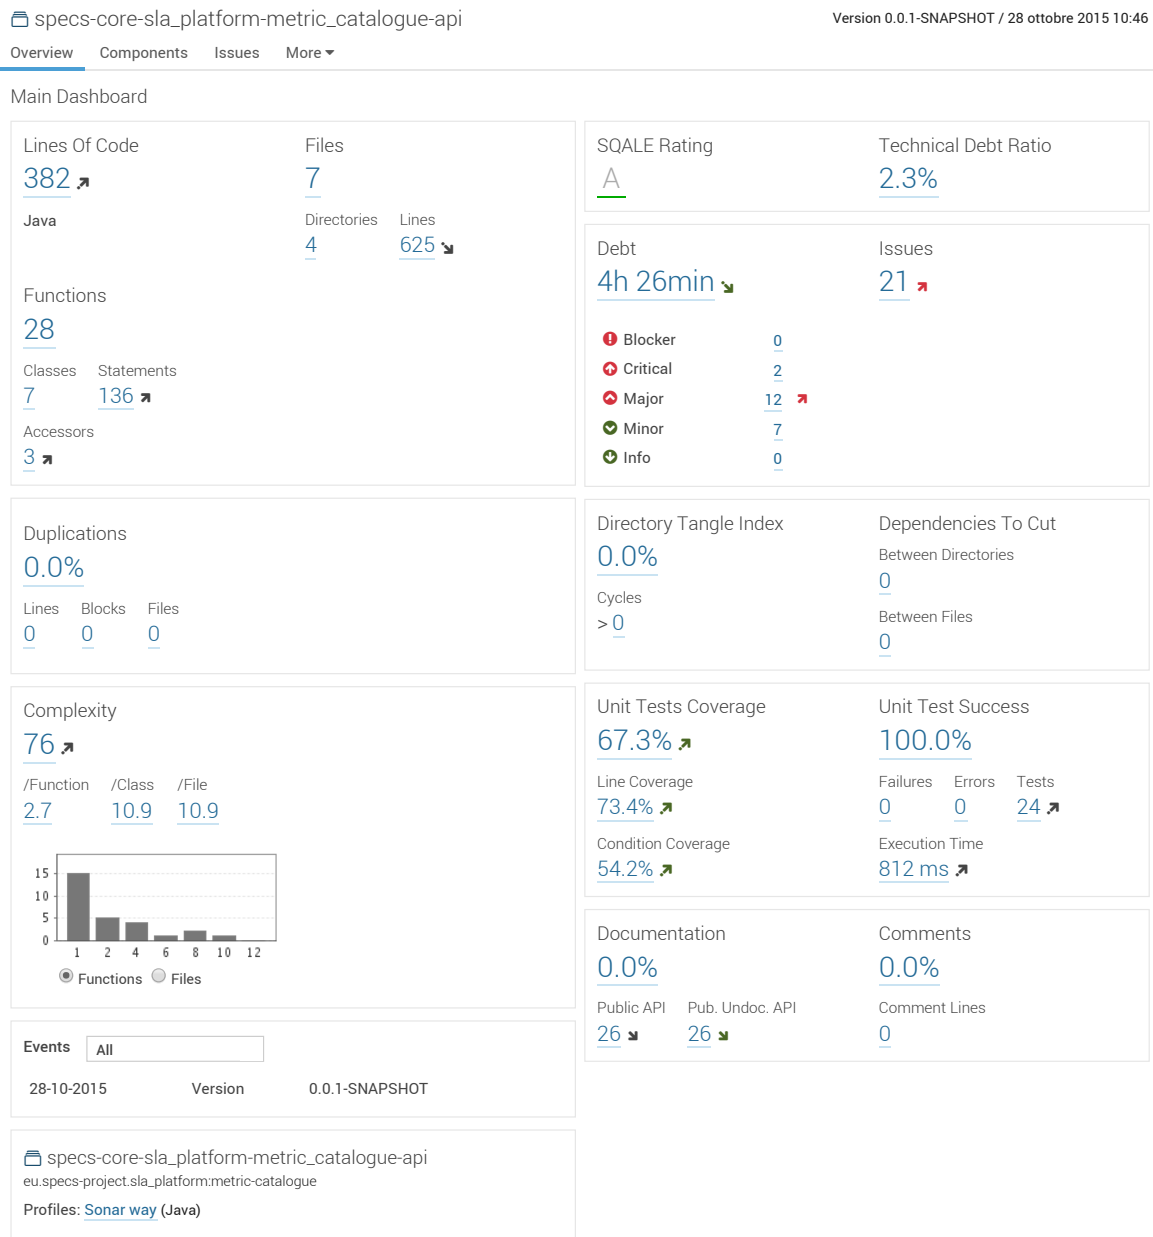 specs-core-sla_platform-metric_catalogue-api
Version 0.0.1-SNAPSHOT / 28 ottobre 2015 10:46
Overview Components Issues More
Main Dashboard
Lines Of Code Files
382 7
Java
Directories Lines
4 625
Functions
28
Classes Statements
7 136
Accessors
3
Duplications
0.0%
Lines Blocks Files
0 0 0
Complexity
76
/Function /Class /File
2.7 10.9 10.9
15
10
5
0
1 2 4 6 8 10 12
Functions Files
Events All
28-10-2015 Version 0.0.1-SNAPSHOT
specs-core-sla_platform-metric_catalogue-api
eu.specs-project.sla_platform:metric-catalogue
Profiles: Sonar way (Java)
SQALE Rating Technical Debt Ratio
A 2.3%
Debt Issues
4h 26min 21
Blocker 0
Critical 2
Major 12
Minor 7
Info 0
Directory Tangle Index Dependencies To Cut
0.0%
Between Directories
0
Cycles
> 0
Between Files
0
Unit Tests Coverage Unit Test Success
67.3% 100.0%
Line Coverage Failures Errors Tests
73.4% 0 0 24
Condition Coverage Execution Time
54.2% 812 ms
Documentation Comments
0.0% 0.0%
Public API Pub. Undoc. API Comment Lines
26 26 0